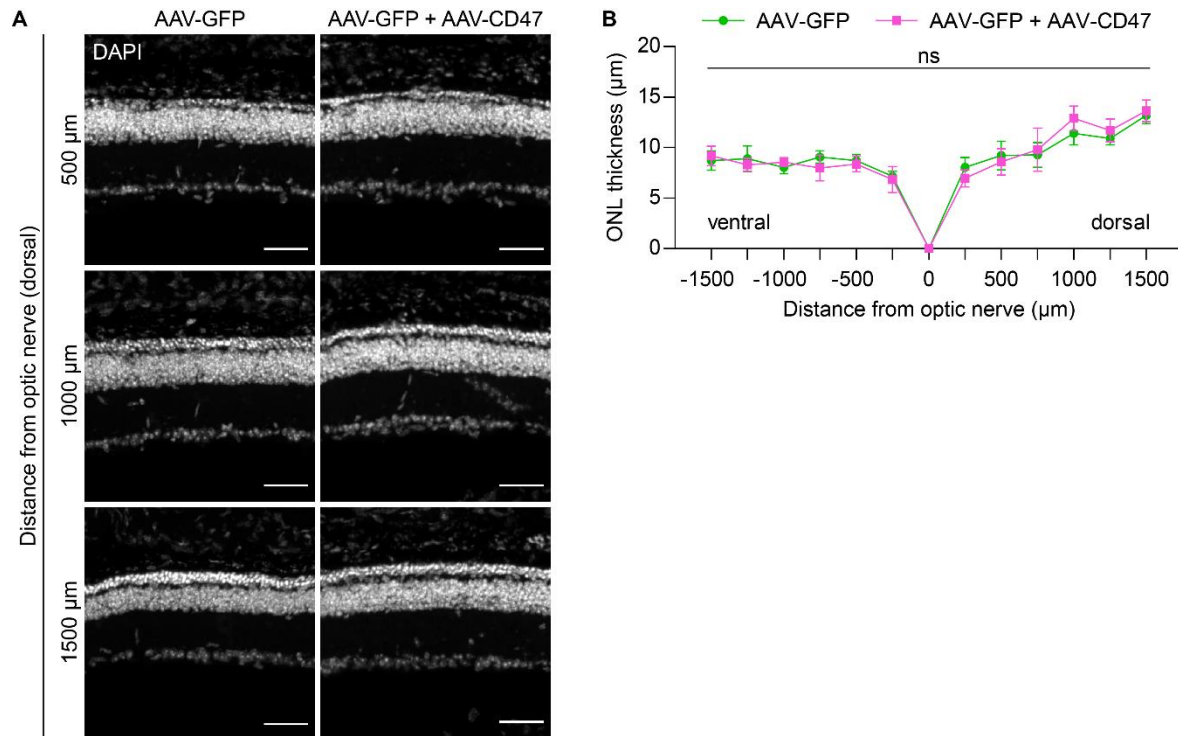 A
AAV-GFP
AAV-GFP + AAV-CD47
DAPI
Distance from optic nerve (dorsal)
500 µm
1000 µm
1500 µm
B
AAV-GFP
AAV-GFP + AAV-CD47
ns
ONL thickness (µm)
20
15
10
5
0
ventral
dorsal
-1500 -1000 -500 0 500 1000 1500
Distance from optic nerve (µm)